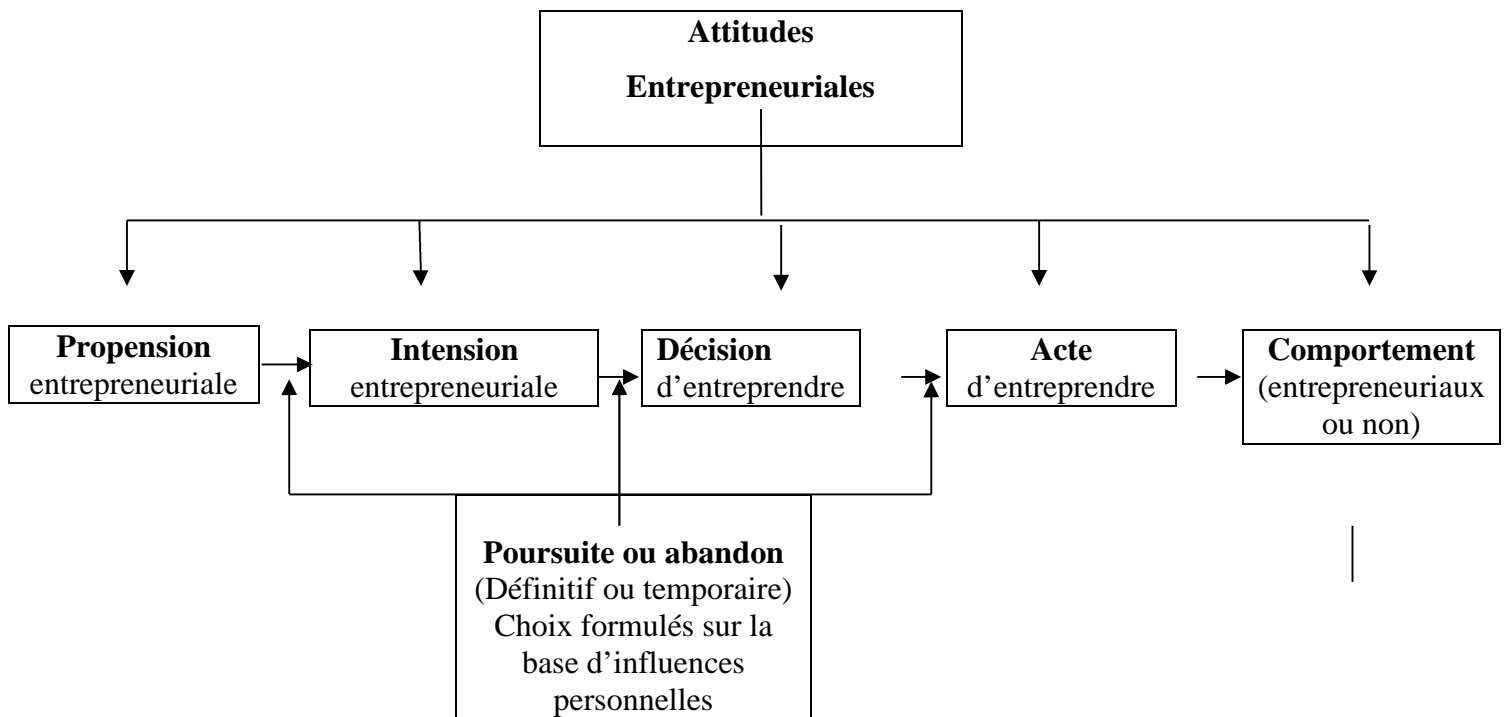 Attitudes
Entrepreneuriales
Propension
entrepreneuriale
Intension
entrepreneuriale
Décision
d’entreprendre
Acte
d’entreprendre
Comportement
(entrepreneuriaux
ou non)
Poursuite ou abandon
(Définitif ou temporaire)
Choix formulés sur la
base d’influences
personnelles